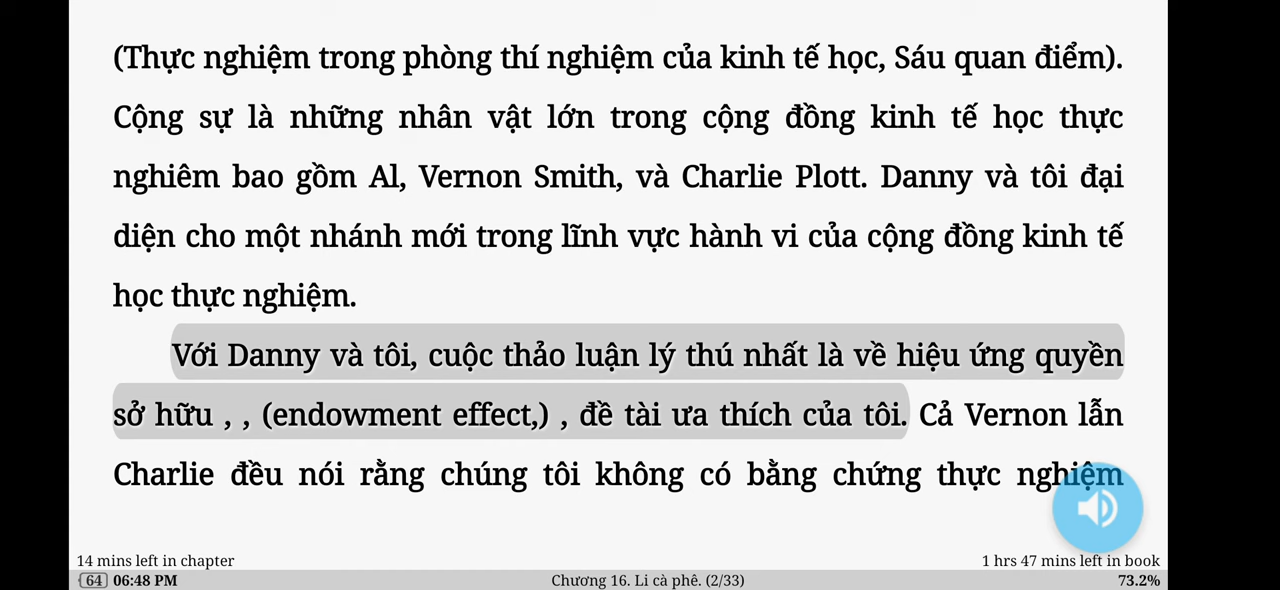 (Thực nghiệm trong phòng thí nghiệm của kinh tế học, Sáu quan điểm).
Cộng sự là những nhân vật lớn trong cộng đồng kinh tế học thực
nghiêm bao gồm Al, Vernon Smith, và Charlie Plott. Danny và tôi đại
diện cho một nhánh mới trong lĩnh vực hành vi của cộng đồng kinh tế
học thực nghiệm.
Với Danny và tôi, cuộc thảo luận lý thú nhất là về hiệu ứng quyền
sở hữu , , (endowment effect,) , đề tài ưa thích của tôi. Cả Vernon lẫn
Charlie đều nói rằng chúng tôi không có bằng chứng thực nghiệm
14 mins left in chapter 1 hrs 47 mins left in book
64 06:48 PM Chương 16. Li cà phê. (2/33) 73.2%